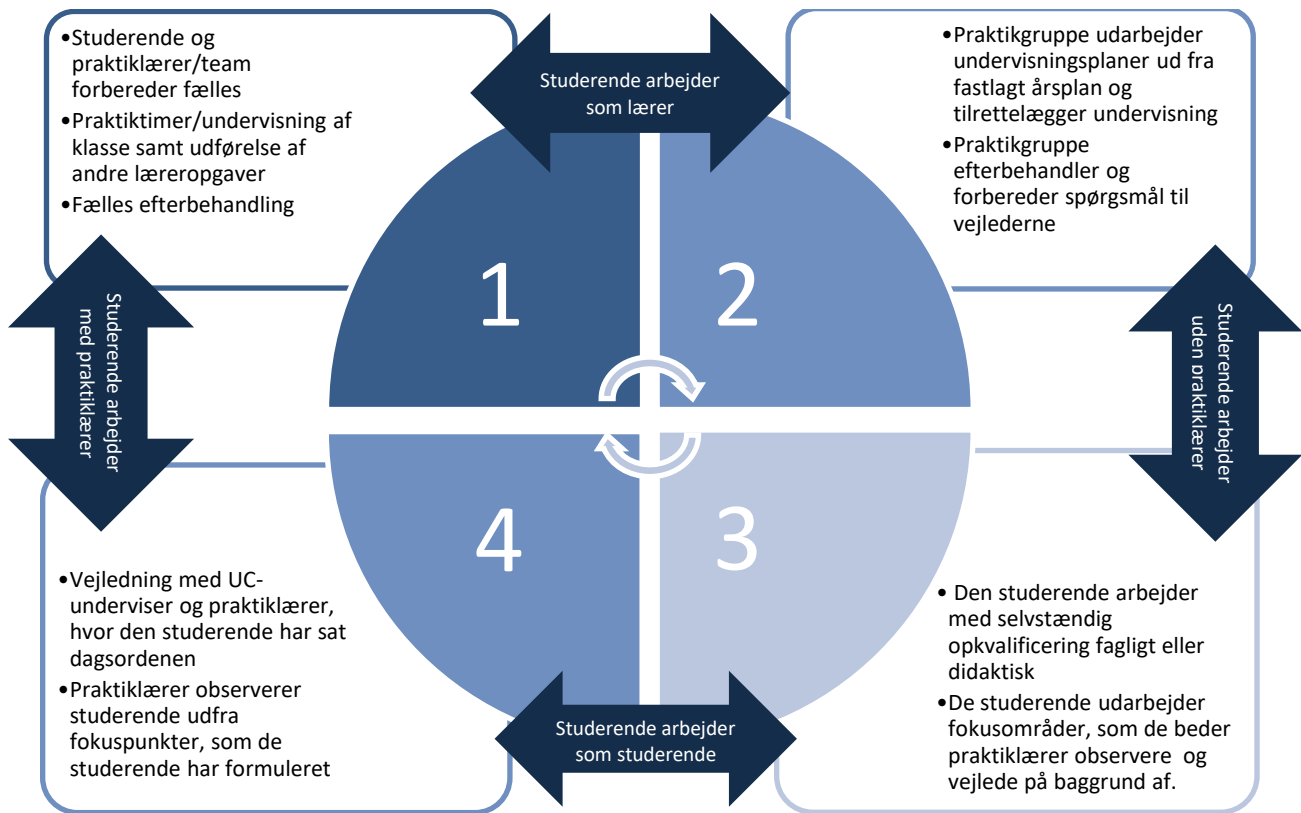 •Studerende og
praktiklærer/team
forbereder fælles
•Praktiktimer/undervisning af
klasse samt udførelse af
andre læreropgaver
•Fælles efterbehandling
Studerende arbejder
som lærer
•Praktikgruppe udarbejder
undervisningsplaner ud fra
fastlagt årsplan og
tilrettelægger undervisning
•Praktikgruppe
efterbehandler og
forbereder spørgsmål til
vejlederne
Studerende arbejder
med praktiklærer
1
2
Studerende arbejder
uden praktiklærer
4
3
•Vejledning med UC-
underviser og praktiklærer,
hvor den studerende har sat
dagsordenen
•Praktiklærer observerer
studerende udfra
fokuspunkter, som de
studerende har formuleret
Studerende arbejder
som studerende
• Den studerende arbejder
med selvstændig
opkvalificering fagligt eller
didaktisk
•De studerende udarbejder
fokusområder, som de beder
praktiklærer observere og
vejlede på baggrund af.